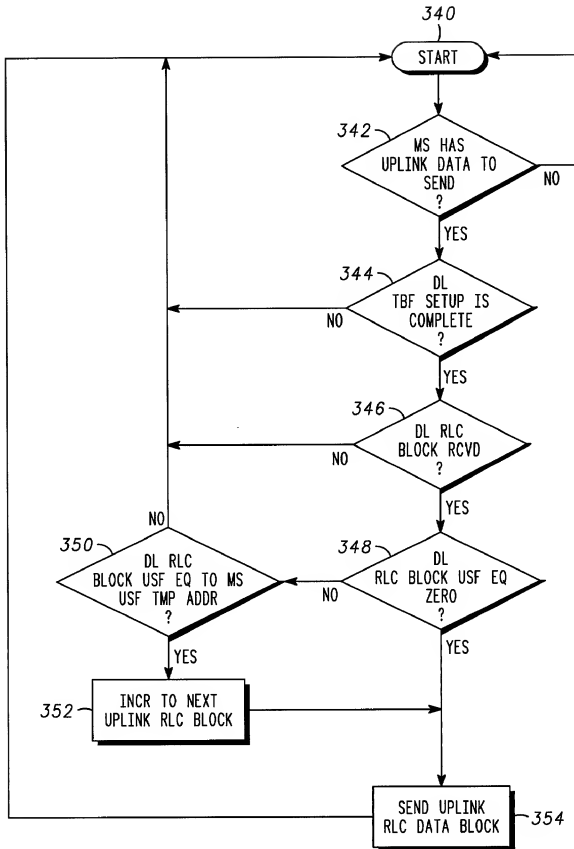 340
START
342
MS HAS
UPLINK DATA TO
SEND
?
NO
YES
344
DL
TBF SETUP IS
COMPLETE
?
NO
YES
346
DL RLC
BLOCK RCVD
?
NO
YES
348
DL
RLC BLOCK USF EQ
ZERO
?
NO
YES
NO
350
DL RLC
BLOCK USF EQ TO MS
USF TMP ADDR
?
YES
352
INCR TO NEXT
UPLINK RLC BLOCK
SEND UPLINK
RLC DATA BLOCK
354